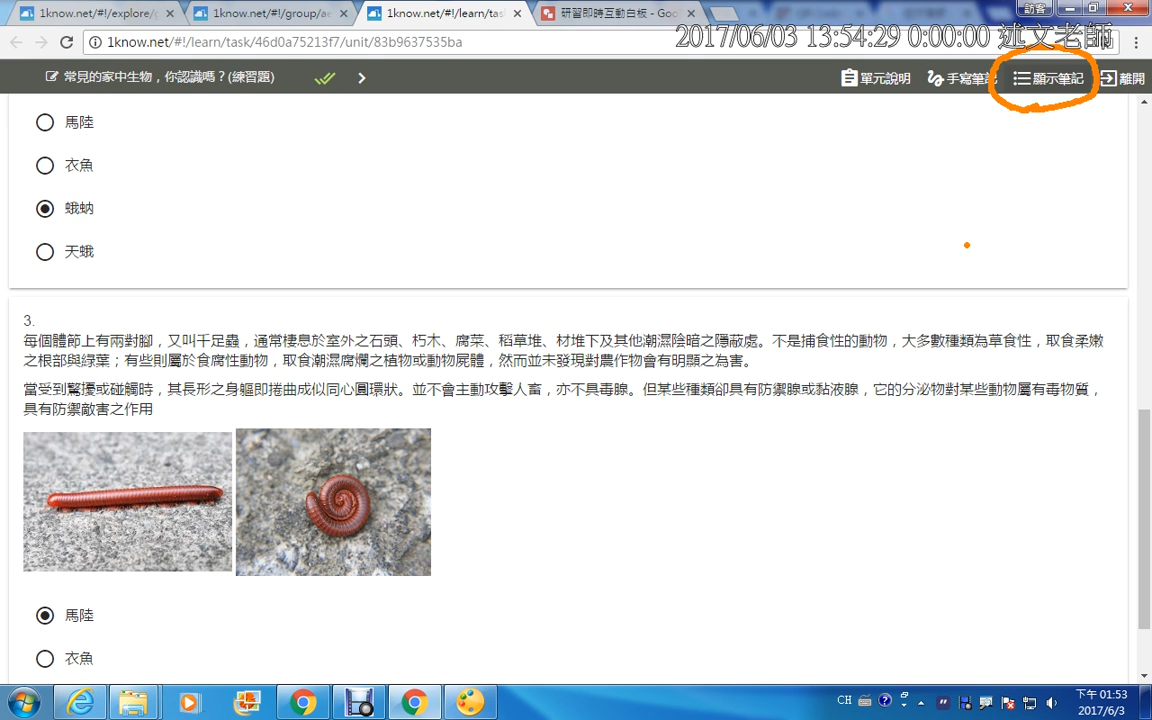 1know.net/#!/explore/
1know.net/#!/group/ae
1know.net/#!/learn/tas
研習即時互動白板 - Goo
訪客
1know.net/#!/learn/task/46d0a75213f7/unit/83b9637535ba
2017/06/03 13:54:29 0:00:00 述文老師
常見的家中生物，你認識嗎？(練習題)
單元說明
手寫筆記
顯示筆記
離開
馬陸
衣魚
蛾蚋
天蛾
3.
每個體節上有兩對腳，又叫千足蟲，通常棲息於室外之石頭、朽木、腐菜、稻草堆、材堆下及其他潮濕陰暗之隱蔽處。不是捕食性的動物，大多數種類為草食性，取食柔嫩
之根部與綠葉；有些則屬於食腐性動物，取食潮濕腐爛之植物或動物屍體，然而並未發現對農作物會有明顯之為害。
當受到驚擾或碰觸時，其長形之身軀即捲曲成似同心圓環狀。並不會主動攻擊人畜，亦不具毒腺。但某些種類卻具有防禦腺或黏液腺，它的分泌物對某些動物屬有毒物質，
具有防禦敵害之作用
馬陸
衣魚
CH
下午 01:53
2017/6/3